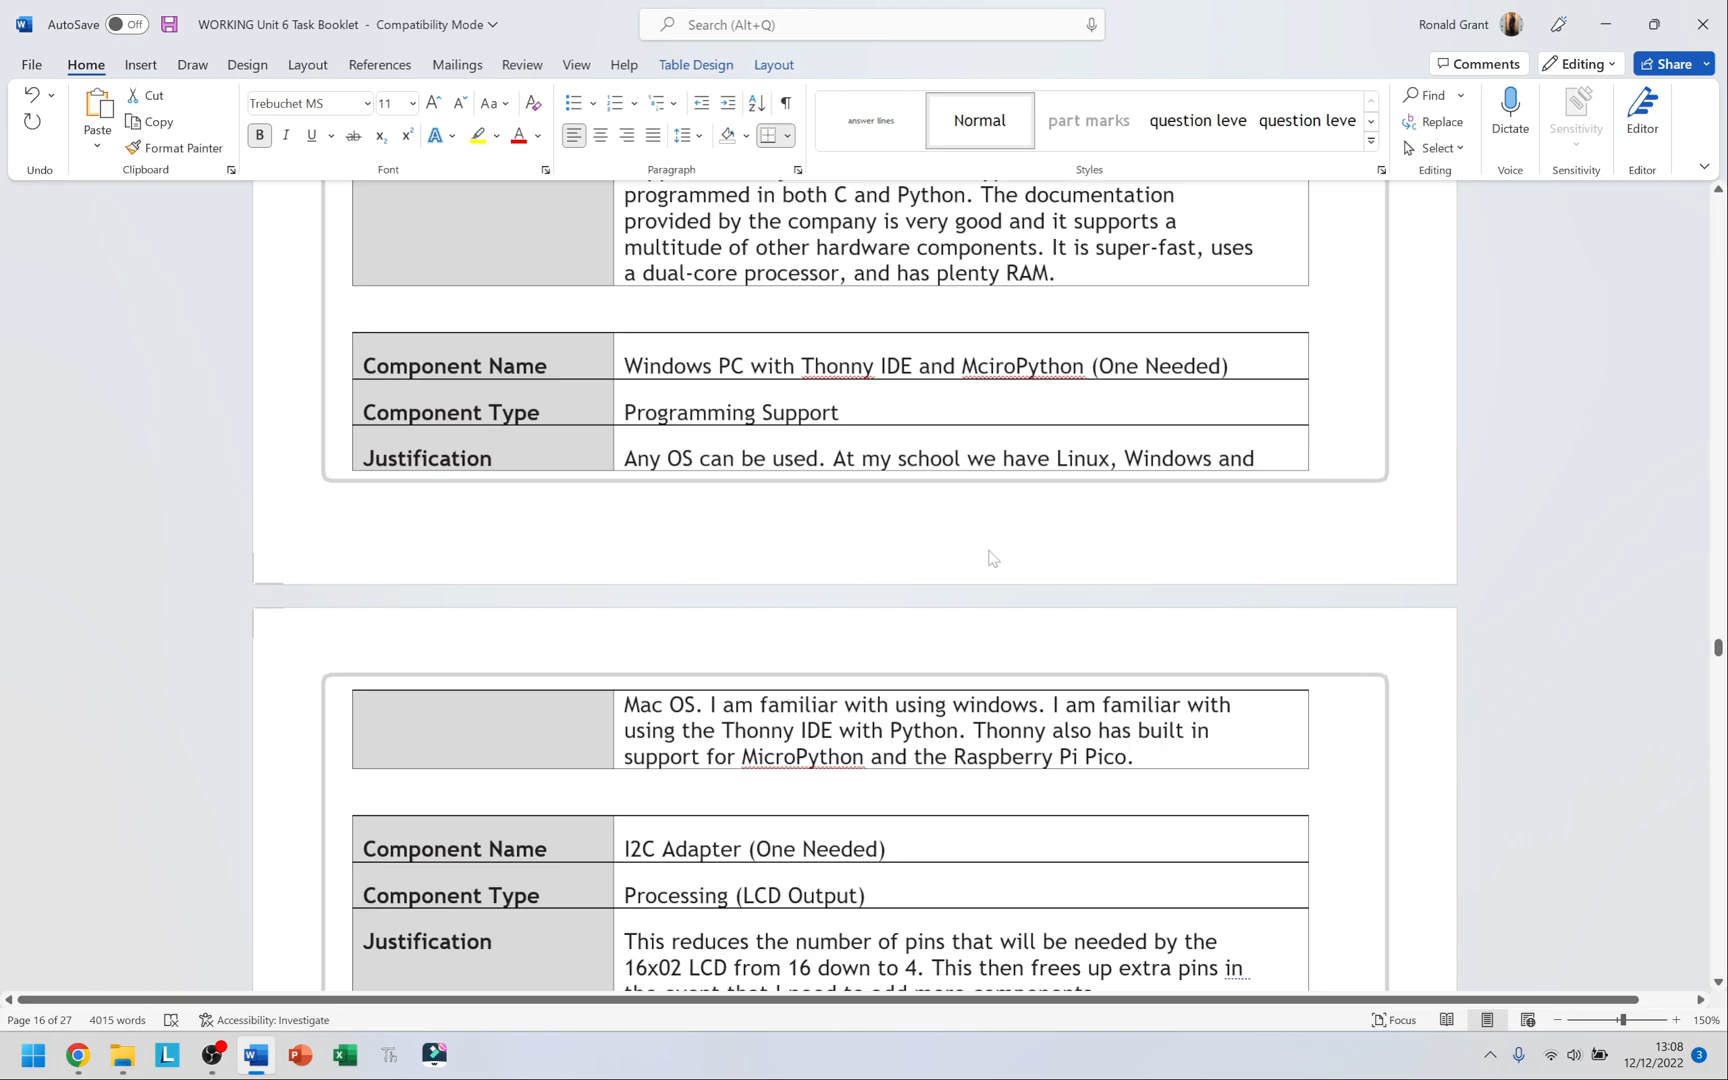 AutoSave Off WORKING Unit 6 Task Booklet - Compatibility Mode Search (Alt+Q) Ronald Grant
File Home Insert Draw Design Layout References Mailings Review View Help Table Design Layout Comments Editing Share
Paste Cut Copy Format Painter
Trebuchet MS 11
answer lines Normal part marks question leve question leve
Find Replace Select Dictate Sensitivity Editor
Undo Clipboard Font Paragraph Styles Editing Voice Sensitivity Editor
programmed in both C and Python. The documentation
provided by the company is very good and it supports a
multitude of other hardware components. It is super-fast, uses
a dual-core processor, and has plenty RAM.
Component Name Windows PC with Thonny IDE and MciroPython (One Needed)
Component Type Programming Support
Justification Any OS can be used. At my school we have Linux, Windows and
Mac OS. I am familiar with using windows. I am familiar with
using the Thonny IDE with Python. Thonny also has built in
support for MicroPython and the Raspberry Pi Pico.
Component Name I2C Adapter (One Needed)
Component Type Processing (LCD Output)
Justification This reduces the number of pins that will be needed by the
16x02 LCD from 16 down to 4. This then frees up extra pins in
Page 16 of 27 4015 words Accessibility: Investigate Focus 150%
13:08
12/12/2022 3